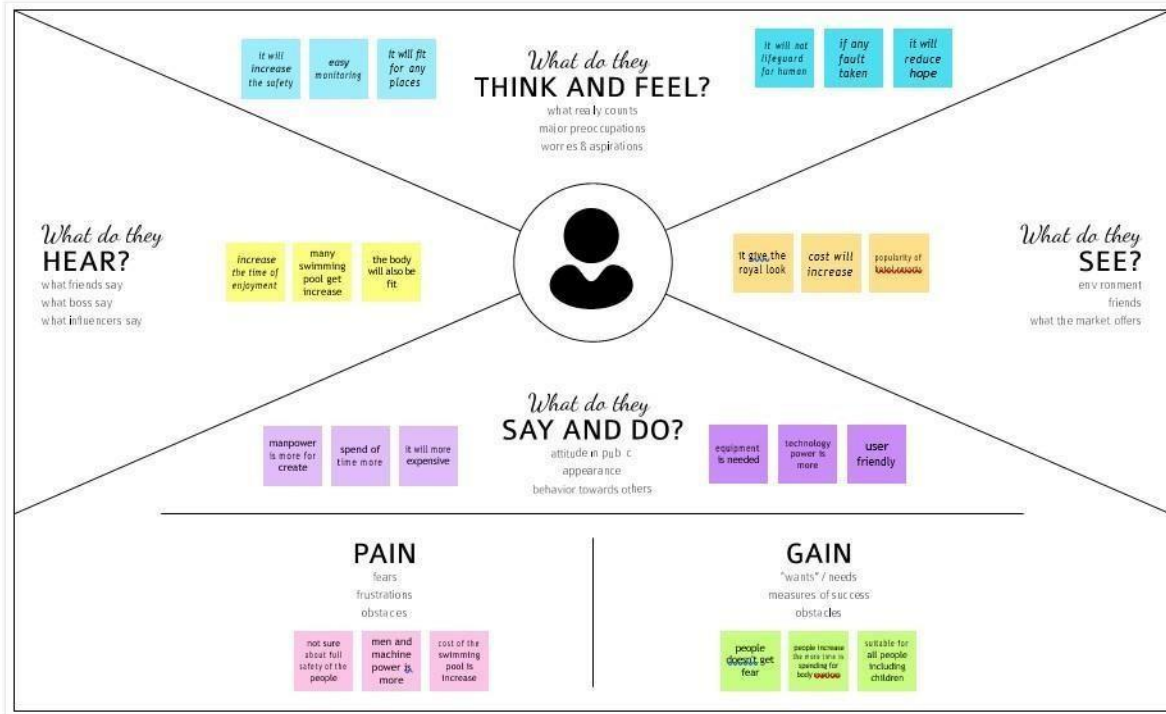 it will
increase
the safety
easy
monitoring
it will fit
for any
places
What do they
THINK AND FEEL?
what really counts
major preoccupations
worries & aspirations
it will not
lifeguard
for human
if any
fault
taken
it will
reduce
hope
What do they
HEAR?
what friends say
what boss say
what influencers say
increase
the time of
enjoyment
many
swimming
pool get
increase
the body
will also be
fit
it give the
royal look
cost will
increase
popularity of
What do they
SEE?
environment
friends
what the market offers
What do they
SAY AND DO?
attitude in public
appearance
behavior towards others
manpower
is more for
create
spend of
time more
it will more
expensive
equipment
is needed
technology
power is
more
user
friendly
PAIN
fears
frustrations
obstaces
not sure
about full
safety of the
people
men and
machine
power is
more
cost of the
swimming
pool is
increase
GAIN
"wants" / needs
measures of success
obstacles
people
doesn't get
fear
people increase
the more time is
spending for
body
suitable for
all people
including
children